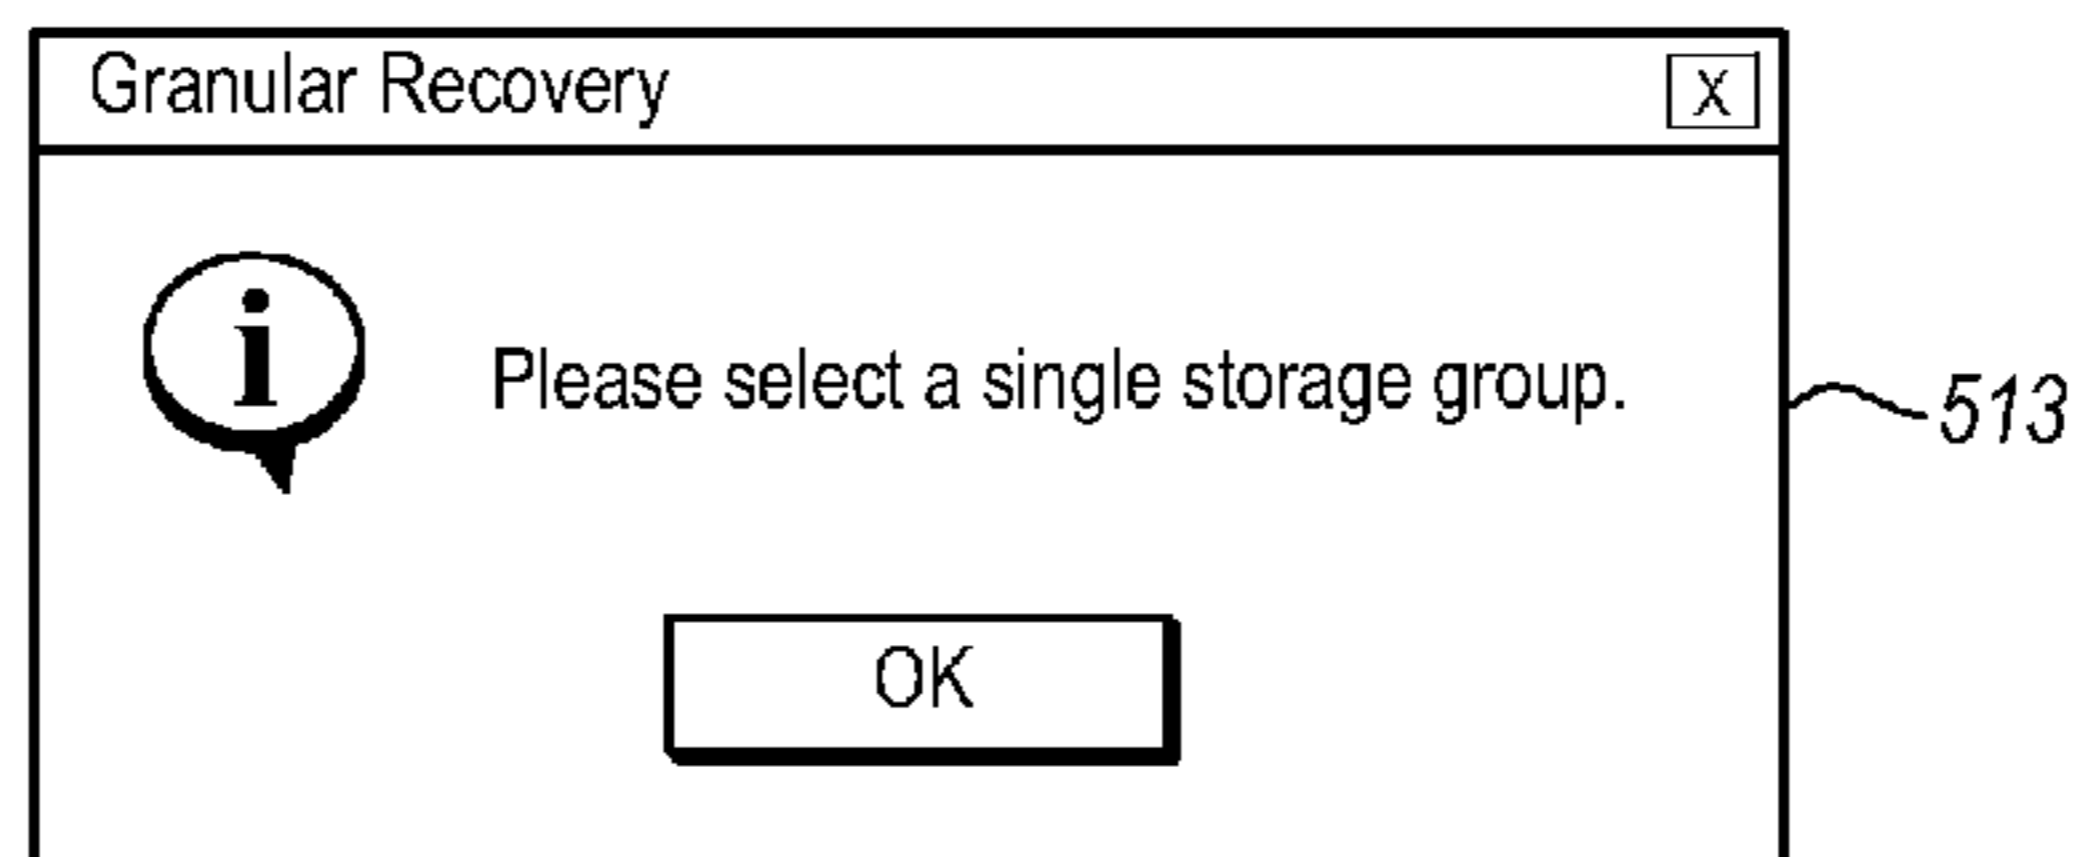 Granular Recovery
X
i
Please select a single storage group.
513
OK